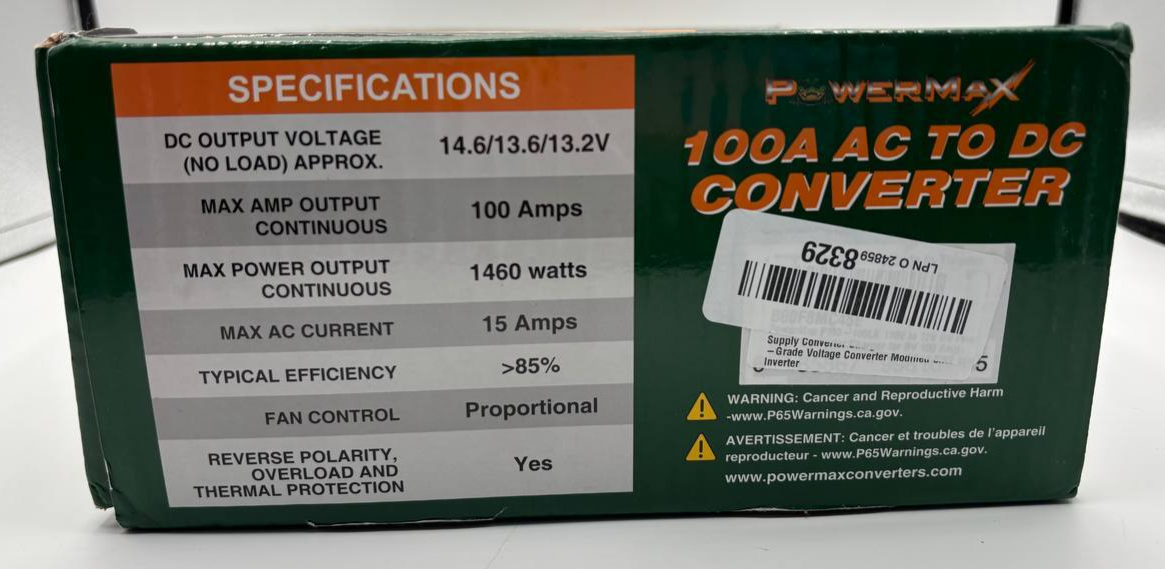 SPECIFICATIONS
DC OUTPUT VOLTAGE
(NO LOAD) APPROX.
14.6/13.6/13.2V
MAX AMP OUTPUT
CONTINUOUS
100 Amps
MAX POWER OUTPUT
CONTINUOUS
1460 watts
MAX AC CURRENT
15 Amps
TYPICAL EFFICIENCY
>85%
FAN CONTROL
Proportional
REVERSE POLARITY,
OVERLOAD AND
THERMAL PROTECTION
Yes
POWERMAX
100A AC TO DC
CONVERTER
LPN O 24859 8329
Supply Converter
–Grade Voltage Converter Modified
Inverter
5
WARNING: Cancer and Reproductive Harm
-www.P65Warnings.ca.gov.
AVERTISSEMENT: Cancer et troubles de l'appareil
reproducteur - www.P65Warnings.ca.gov.
www.powermaxconverters.com